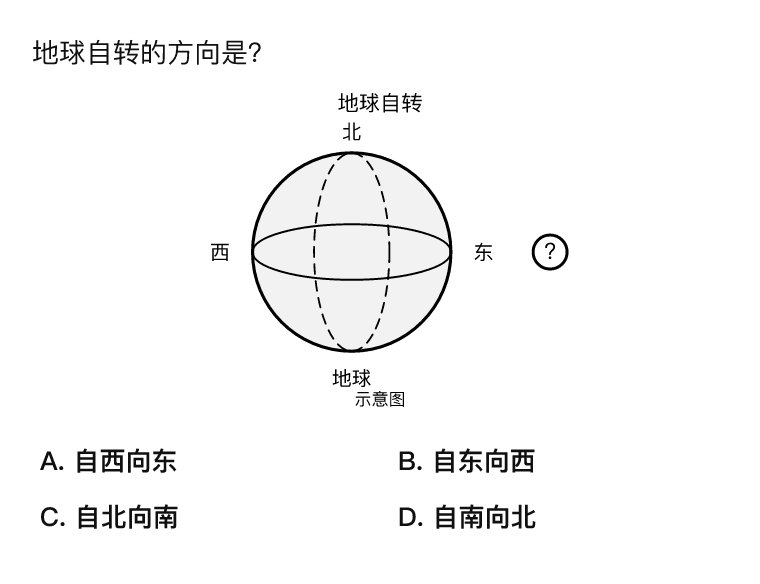 地球自转的方向是？
地球自转
北
西
东
?
地球
示意图
A. 自西向东
B. 自东向西
C. 自北向南
D. 自南向北